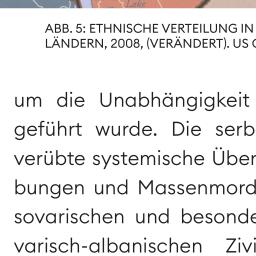 ABB. 5: ETHNISCHE VERTEILUNG IN
LÄNDERN, 2008, (VERÄNDERT). US
um die Unabhängigkeit
geführt wurde. Die serb
verübte systemische Über
bungen und Massenmord
sovarischen und besonde
varisch-albanischen Zivi